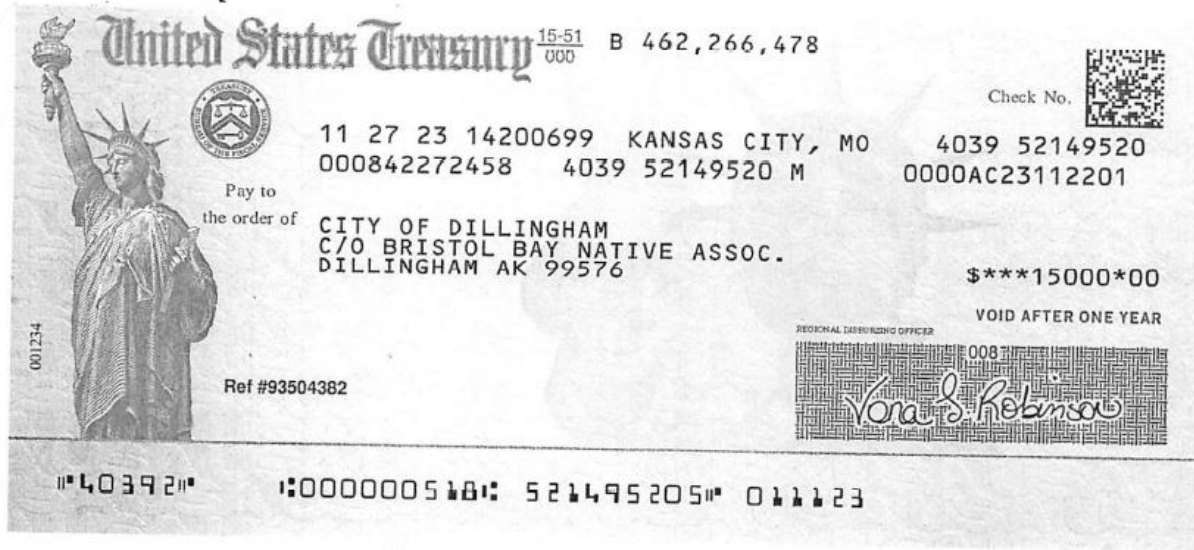 United States Treasury 15-51 000 B 462,266,478
Check No.
11 27 23 14200699 KANSAS CITY, MO 4039 52149520
000842272458 4039 52149520 M 0000AC23112201
Pay to
the order of
CITY OF DILLINGHAM
C/O BRISTOL BAY NATIVE ASSOC.
DILLINGHAM AK 99576
$***15000*00
VOID AFTER ONE YEAR
REGIONAL DISBURSING OFFICER
008
Vona S. Robinson
001234
Ref #93504382
⑈40392⑈ ⑆000000518⑆ 521495205⑈ 011123